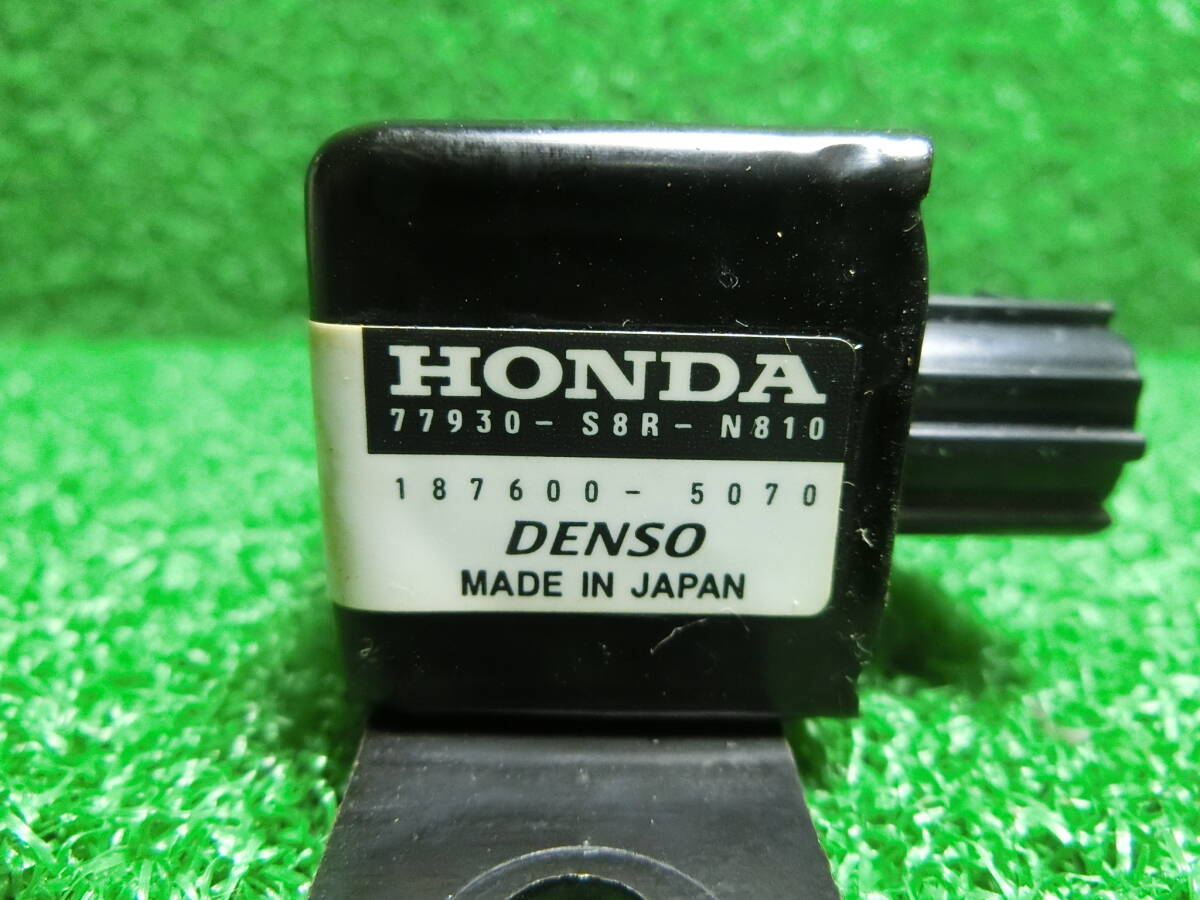 HONDA
77930-S8R-N810
187600-5070
DENSO
MADE IN JAPAN